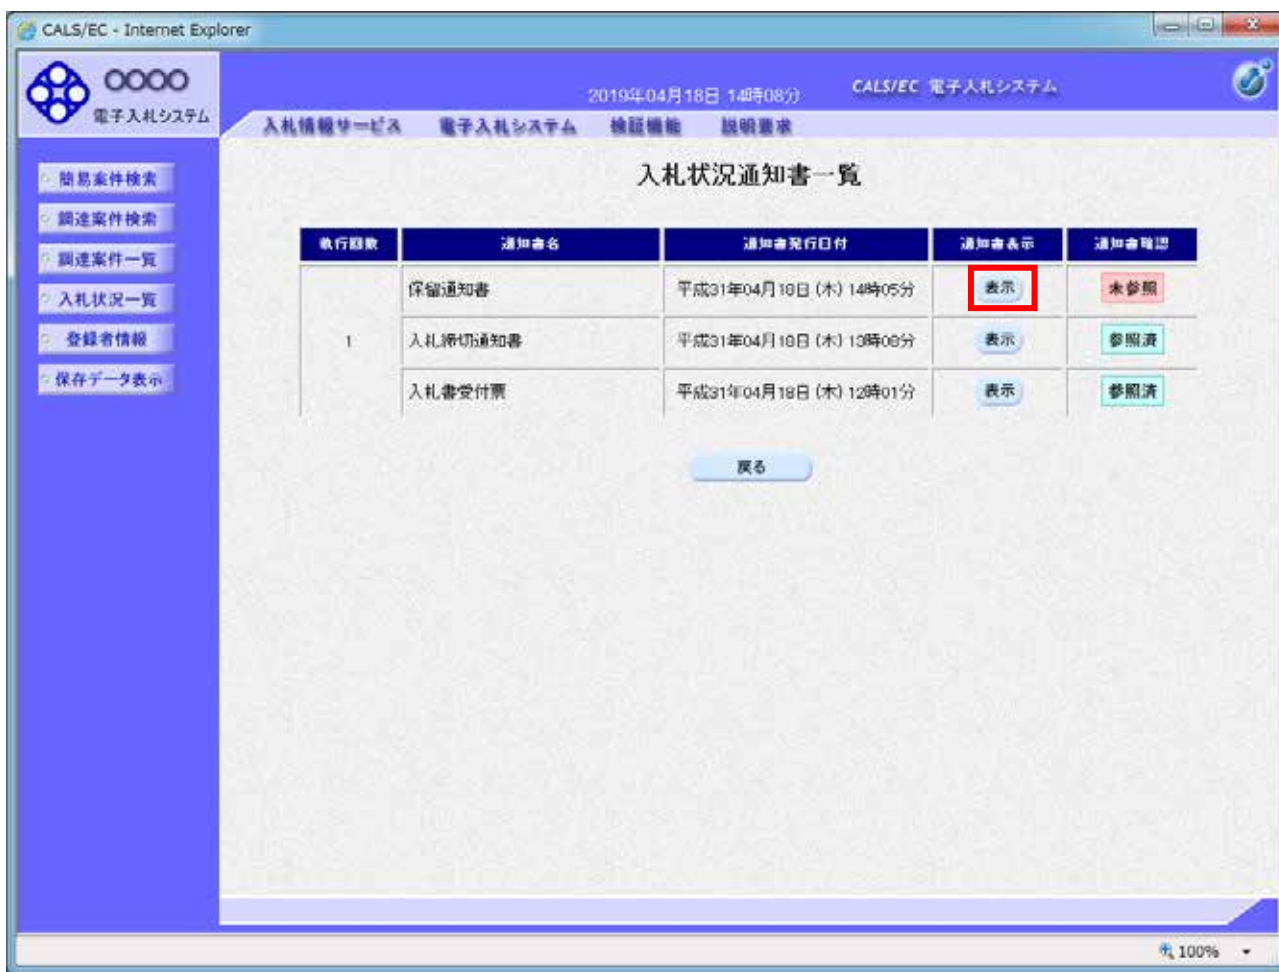 CALS/EC - Internet Explorer
○○○○
電子入札システム
2019年04月18日 14時08分
CALS/EC 電子入札システム
入札情報サービス 電子入札システム 検証機能 説明要求
簡易案件検索
調達案件検索
調達案件一覧
入札状況一覧
登録者情報
保存データ表示
入札状況通知書一覧
執行回数 通知書名 通知書発行日付 通知書表示 通知書確認
保留通知書 平成31年04月18日 (木) 14時05分 表示 未参照
1 入札締切通知書 平成31年04月18日 (木) 13時08分 表示 参照済
入札書受付票 平成31年04月18日 (木) 12時01分 表示 参照済
戻る
100%